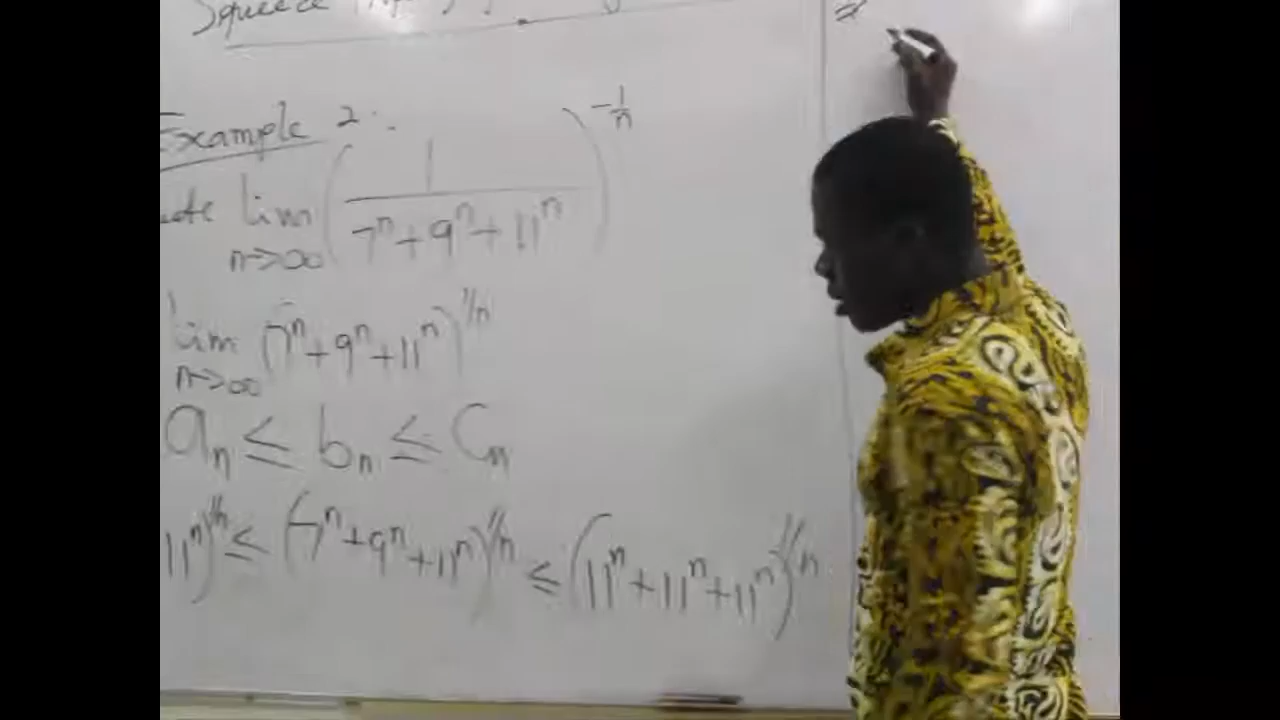 Squeeze
Example 2:
lim n->∞ (1/(7^n + 9^n + 11^n))^(-1/n)
lim n->∞ (7^n + 9^n + 11^n)^(1/n)
a_n ≤ b_n ≤ c_n
11^n)^(1/n) ≤ (7^n + 9^n + 11^n)^(1/n) ≤ (11^n + 11^n + 11^n)^(1/n)